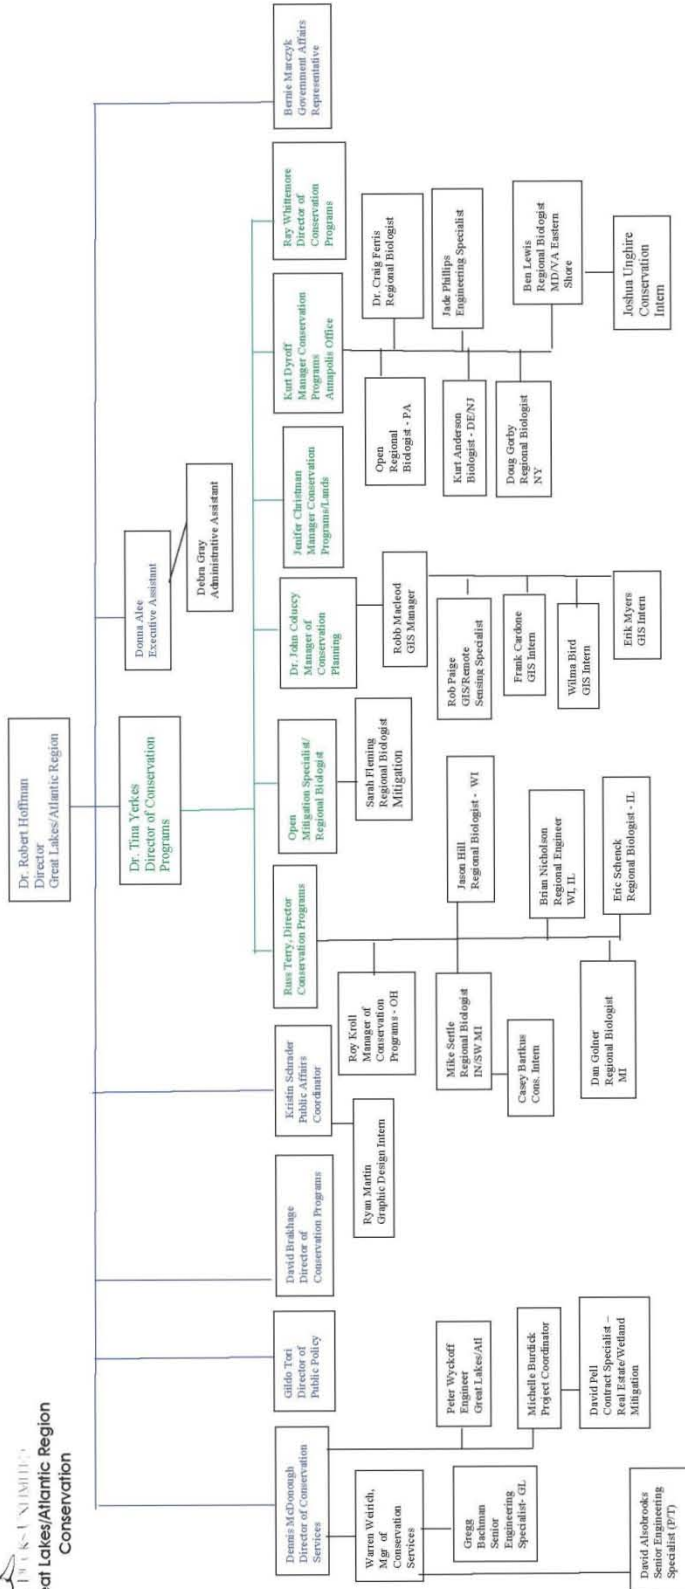 at Lakes/Atlantic Region
Conservation
Dr. Robert Hoffman
Director
Great Lakes/Atlantic Region
Donna Alee
Executive Assistant
Debra Gray
Administrative Assistant
Dr. Tina Yerkes
Director of Conservation
Programs
Dennis McDonough
Director of Conservation
Services
Gildo Tori
Director of
Public Policy
David Brakhage
Director of
Conservation Programs
Kristin Schrader
Public Affairs
Coordinator
Russ Terry, Director
Conservation Programs
Open
Mitigation Specialist/
Regional Biologist
Dr. John Coluccy
Manager of
Conservation
Planning
Jenifer Christman
Manager Conservation
Programs/Lands
Kurt Dyroff
Manager Conservation
Programs
Annapolis Office
Ray Whittemore
Director of
Conservation
Programs
Bernie Marczyk
Government Affairs
Representative
Warren Weirich,
Mgr of
Conservation
Services
Gregg
Bachman
Senior
Engineering
Specialist- GL
David Alsobrooks
Senior Engineering
Specialist (P/T)
Peter Wyckoff
Engineer
Great Lakes/Atl
Michelle Burdick
Project Coordinator
David Pell
Contract Specialist –
Real Estate/Wetland
Mitigation
Ryan Martin
Graphic Design Intern
Roy Kroll
Manager of
Conservation
Programs - OH
Mike Sertle
Regional Biologist
IN/SW MI
Casey Bartkus
Cons. Intern
Jason Hill
Regional Biologist - WI
Brian Nicholson
Regional Engineer
WI, IL
Dan Golner
Regional Biologist
MI
Eric Schenck
Regional Biologist - IL
Sarah Fleming
Regional Biologist
Mitigation
Robb Macleod
GIS Manager
Rob Paige
GIS/Remote
Sensing Specialist
Frank Cardone
GIS Intern
Wilma Bird
GIS Intern
Erik Myers
GIS Intern
Open
Regional
Biologist - PA
Dr. Craig Ferris
Regional Biologist
Kurt Anderson
Biologist - DE/NJ
Jade Phillips
Engineering Specialist
Doug Gorby
Regional Biologist
NY
Ben Lewis
Regional Biologist
MD/VA Eastern
Shore
Joshua Unghire
Conservation
Intern